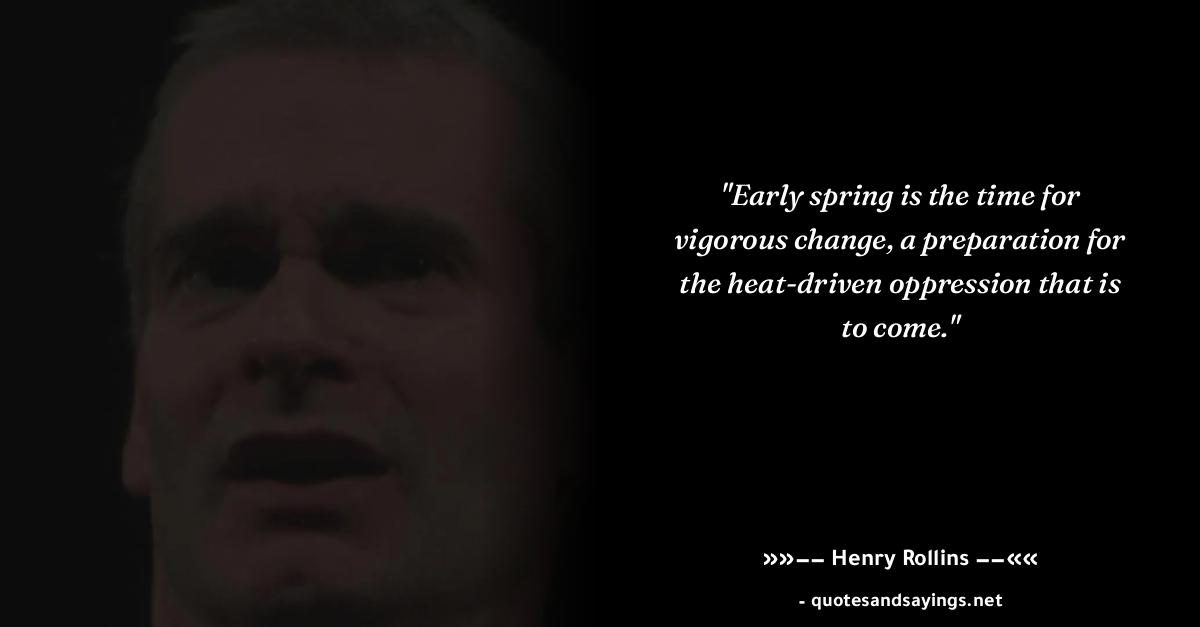 "Early spring is the time for
vigorous change, a preparation for
the heat-driven oppression that is
to come."
»»−− Henry Rollins −−««
- quotesandsayings.net